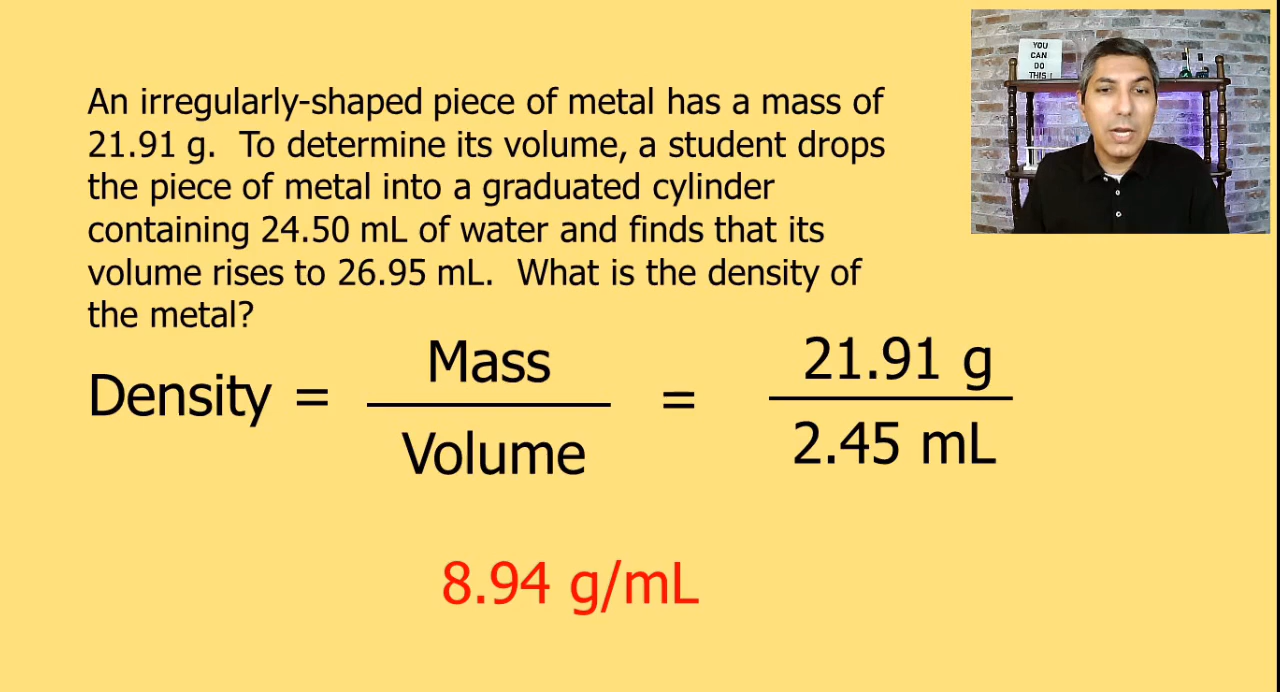 YOU
CAN
DO
THIS !
An irregularly-shaped piece of metal has a mass of
21.91 g.  To determine its volume, a student drops
the piece of metal into a graduated cylinder
containing 24.50 mL of water and finds that its
volume rises to 26.95 mL.  What is the density of
the metal?
Density = Mass / Volume = 21.91 g / 2.45 mL
8.94 g/mL